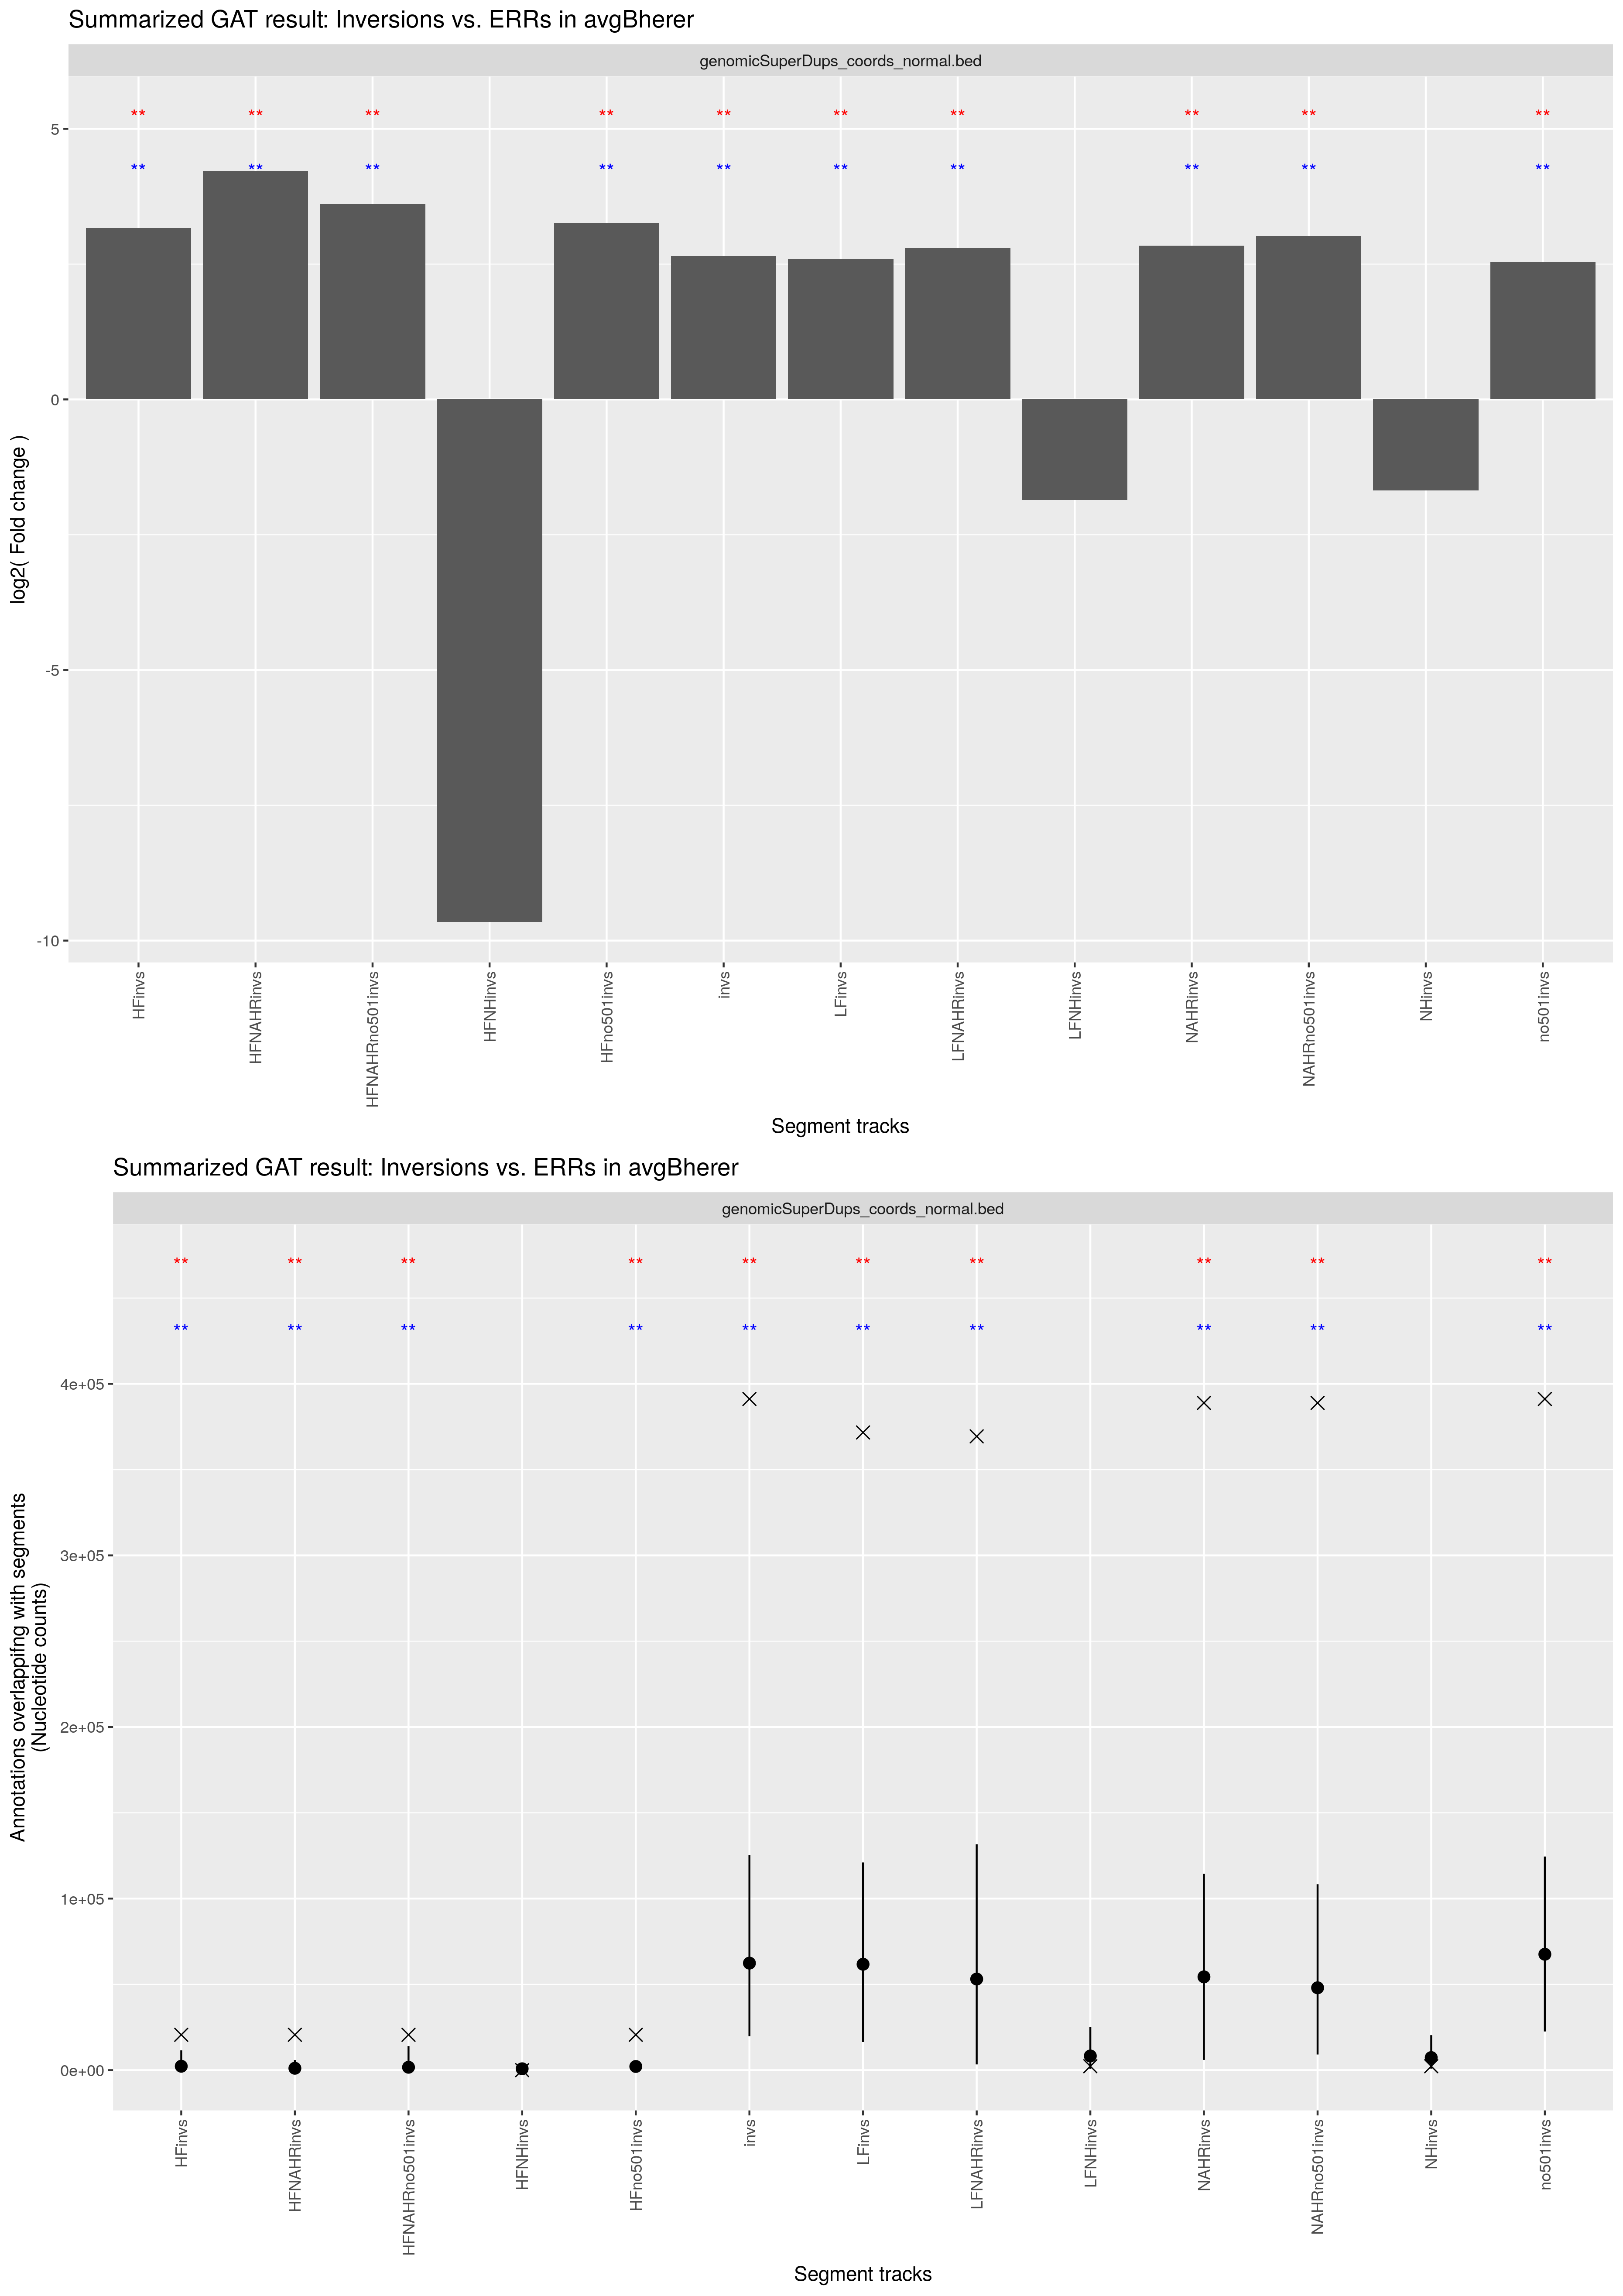 Summarized GAT result: Inversions vs. ERRs in avgBherer
genomicSuperDups_coords_normal.bed
** ** ** ** ** ** ** ** ** **
5
** ** ** ** ** ** ** ** ** **
0
-5
-10
log2( Fold change )
HFinvs
HFNAHRinvs
HFNAHRno501invs
HFNHinvs
HFno501invs
invs
LFinvs
LFNAHRinvs
LFNHinvs
NAHRinvs
NAHRno501invs
NHinvs
no501invs
Segment tracks
Summarized GAT result: Inversions vs. ERRs in avgBherer
genomicSuperDups_coords_normal.bed
** ** ** ** ** ** ** ** ** **
** ** ** ** ** ** ** ** ** **
4e+05
3e+05
2e+05
1e+05
0e+00
Annotations overlappifng with segments
(Nucleotide counts)
HFinvs
HFNAHRinvs
HFNAHRno501invs
HFNHinvs
HFno501invs
invs
LFinvs
LFNAHRinvs
LFNHinvs
NAHRinvs
NAHRno501invs
NHinvs
no501invs
Segment tracks